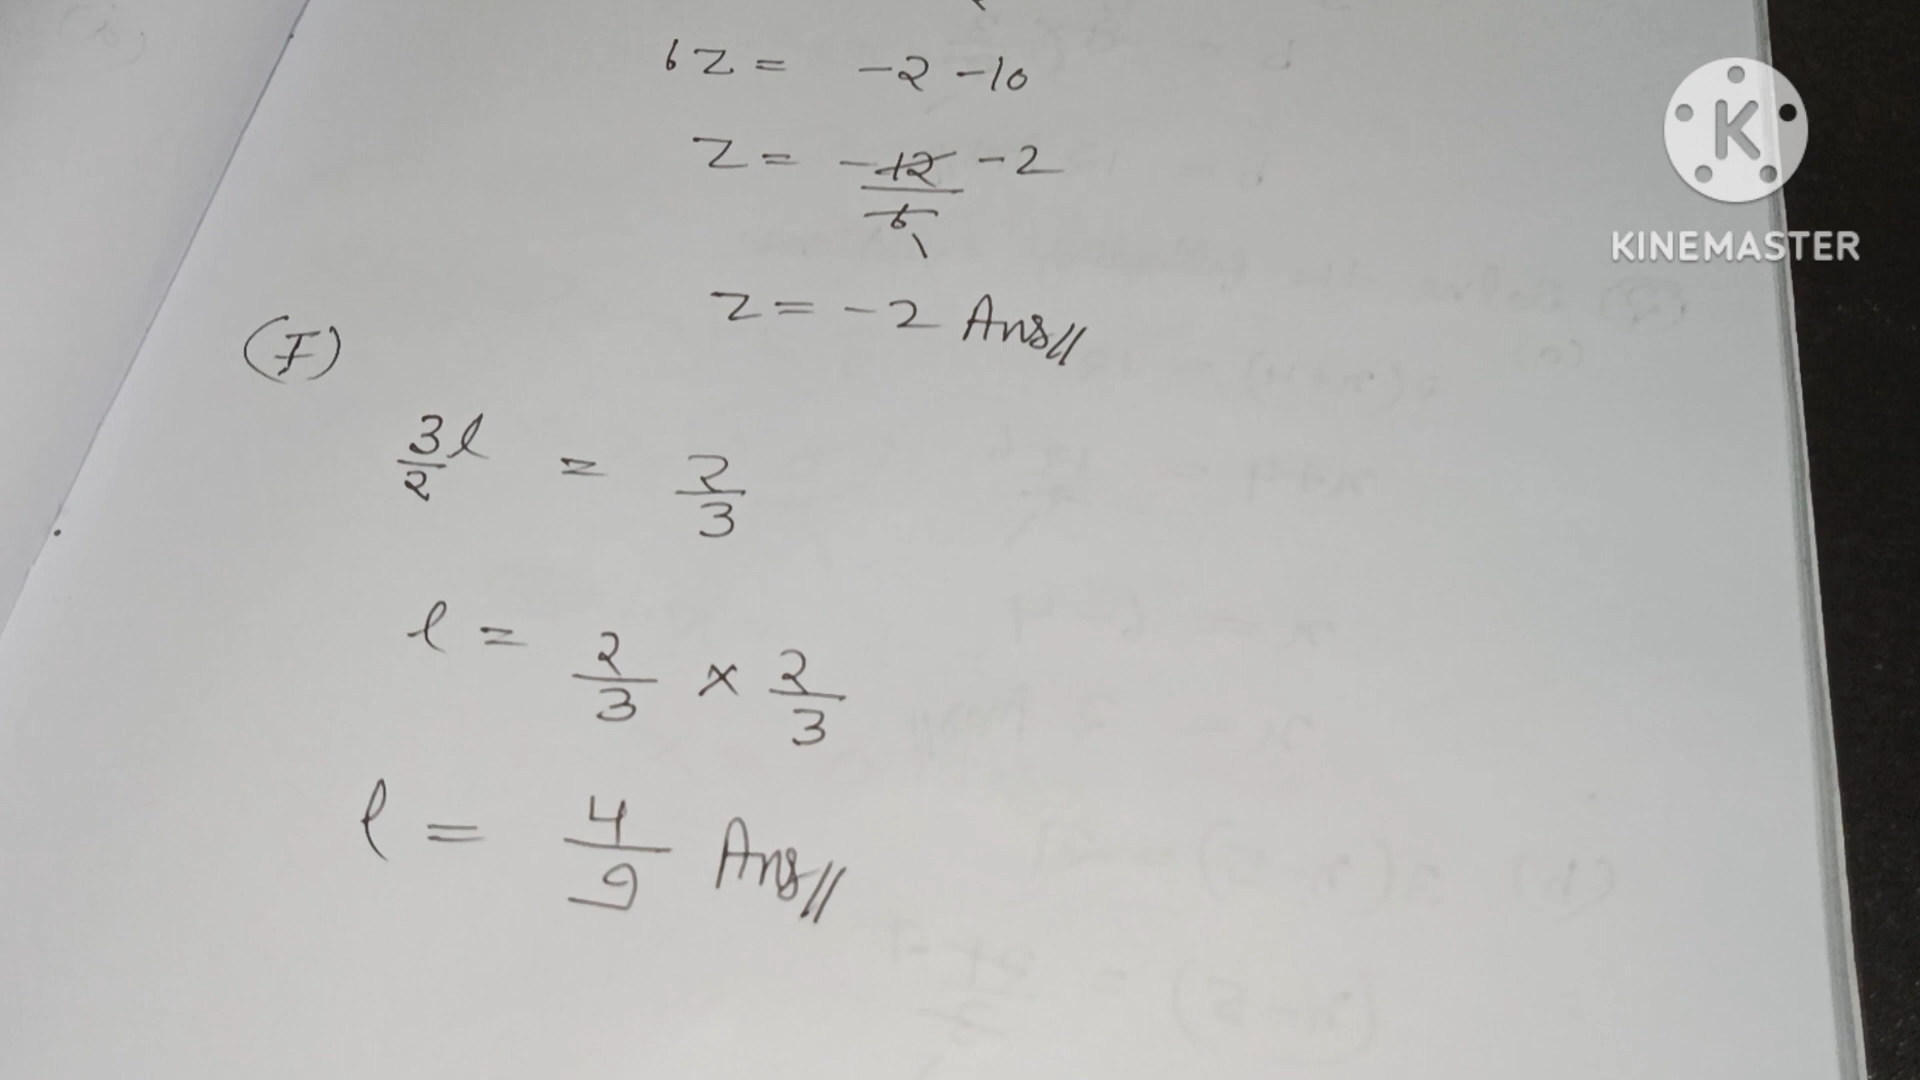 6z = -2 -10
z = -12/6 -2
z = -2 Ans//
(I)
3/2 l = 2/3
l = 2/3 × 2/3
l = 4/9 Ans//
K
KINEMASTER